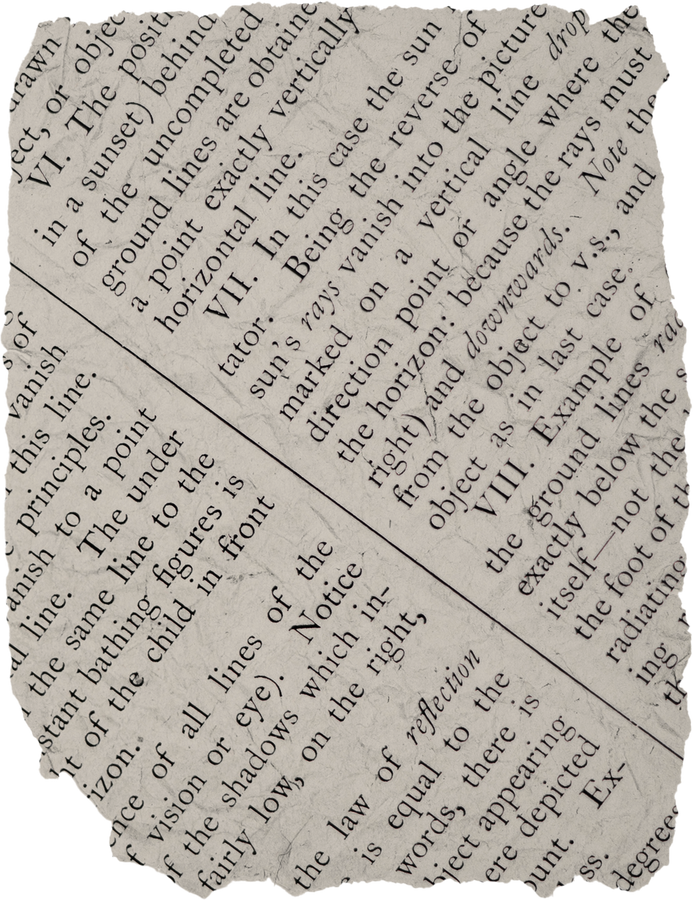 of
vanish
this line.
principles.
anish to a point
al line. The under
the same line to the
stant bathing figures is
t of the child in front
izon.
nce of all lines of the
f vision or eye). Notice
f the shadows which in-
fairly low, on the right,
the law of reflection
is equal to the
words, there is
bject appearing
ere depicted
unt. Ex-
ss.
degrees
drawn
ject, or objec
VI. The positi
in a sunset) behind
of the uncompleted
ground lines are obtaine
a point exactly vertically
horizontal line.
VII. In this case the sun
tator. Being the reverse of
sun's rays vanish into the picture
marked on a vertical line drop
direction point or angle where the
the horizon: because the rays must
right) and downwards. Note the
from the object to v.s., and
object as in last case.
VIII. Example of
the ground lines rad
exactly below the
itself—not the
the foot of th
radiating
ing